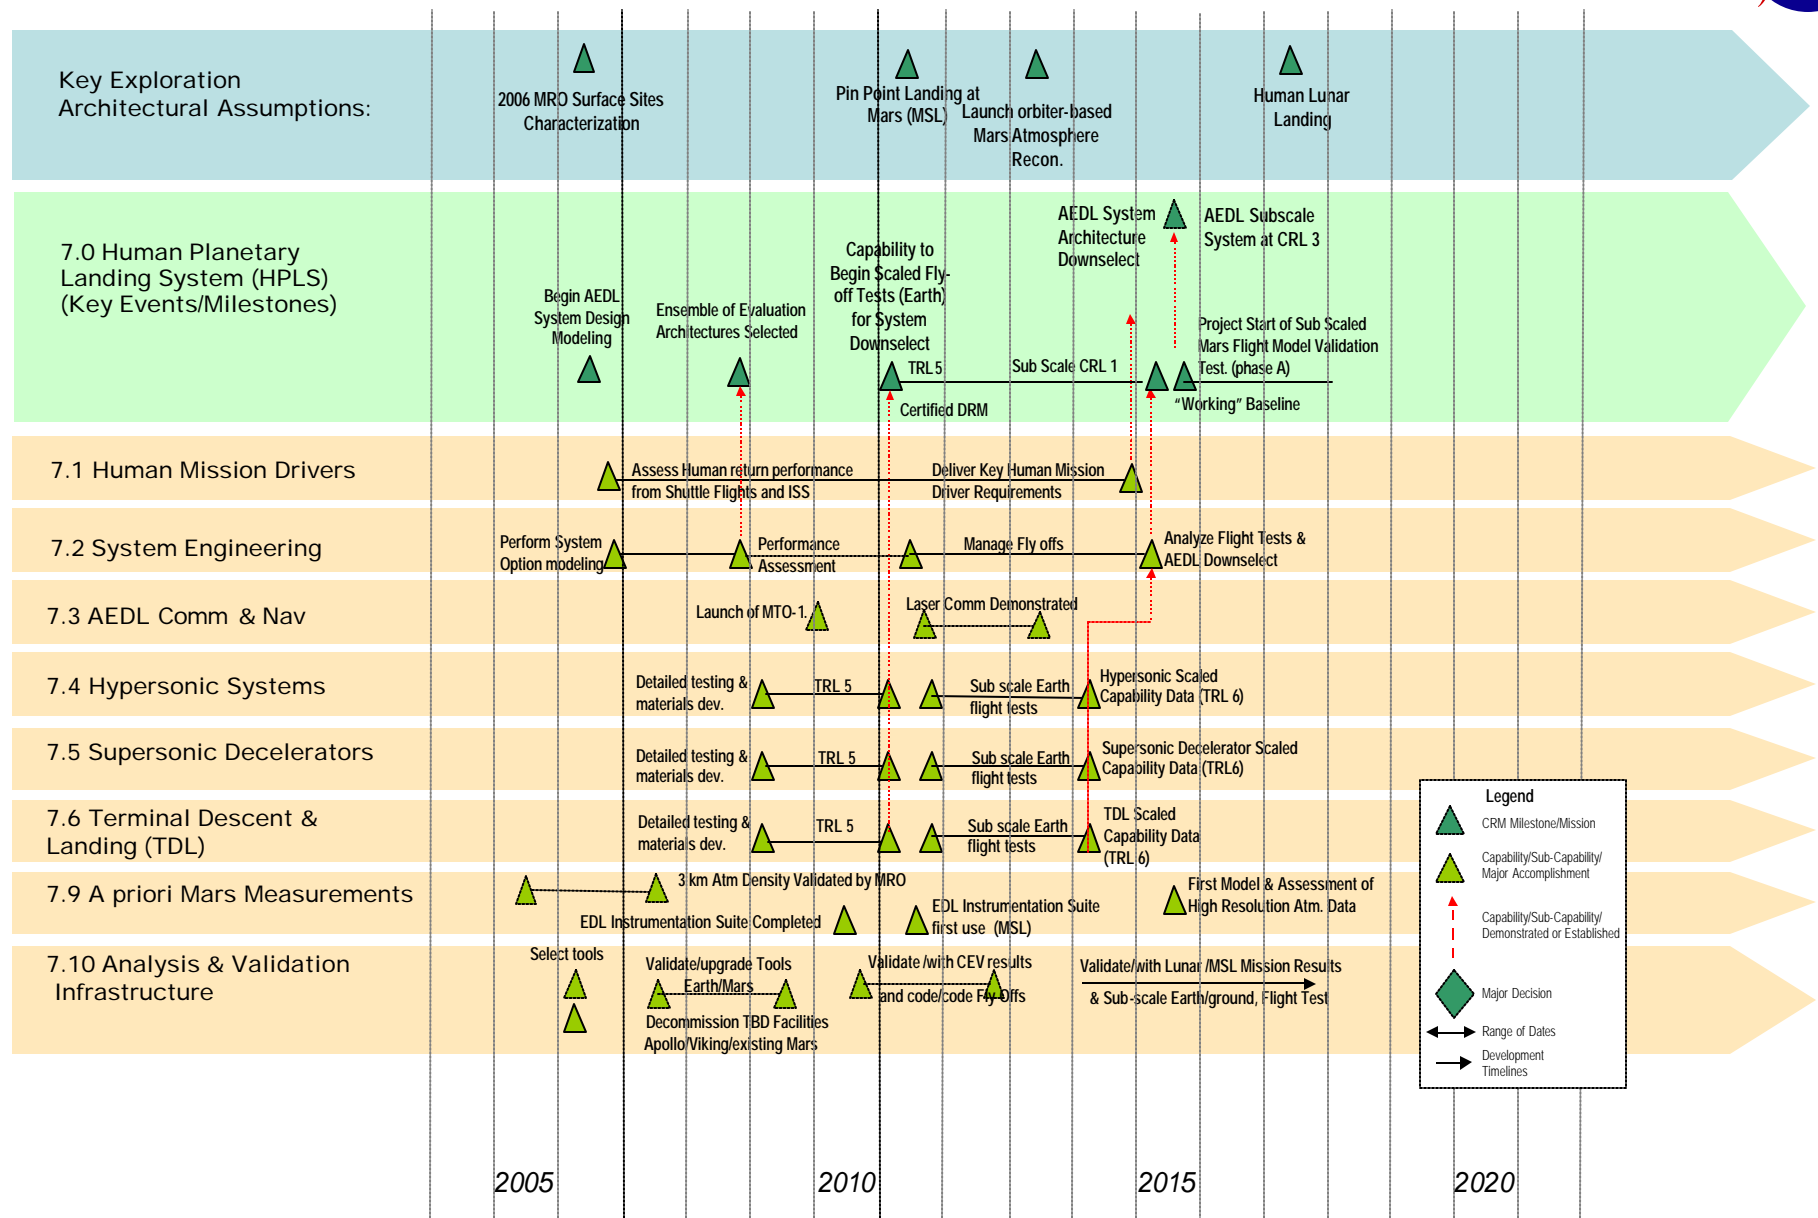 Key Exploration
Architectural Assumptions:
2006 MRO Surface Sites
Characterization
Pin Point Landing at
Mars (MSL)
Launch orbiter-based
Mars Atmosphere
Recon.
Human Lunar
Landing
7.0 Human Planetary
Landing System (HPLS)
(Key Events/Milestones)
Begin AEDL
System Design
Modeling
Ensemble of Evaluation
Architectures Selected
Capability to
Begin Scaled Fly-
off Tests (Earth)
for System
Downselect
TRL 5
Certified DRM
Sub Scale CRL 1
AEDL System
Architecture
Downselect
AEDL Subscale
System at CRL 3
Project Start of Sub Scaled
Mars Flight Model Validation
Test. (phase A)
“Working” Baseline
7.1 Human Mission Drivers
Assess Human return performance
from Shuttle Flights and ISS
Deliver Key Human Mission
Driver Requirements
7.2 System Engineering
Perform System
Option modeling
Performance
Assessment
Manage Fly offs
Analyze Flight Tests &
AEDL Downselect
7.3 AEDL Comm & Nav
Launch of MTO-1.
Laser Comm Demonstrated
7.4 Hypersonic Systems
Detailed testing &
materials dev.
TRL 5
Sub scale Earth
flight tests
Hypersonic Scaled
Capability Data (TRL 6)
7.5 Supersonic Decelerators
Detailed testing &
materials dev.
TRL 5
Sub scale Earth
flight tests
Supersonic Decelerator Scaled
Capability Data (TRL6)
7.6 Terminal Descent &
Landing (TDL)
Detailed testing &
materials dev.
TRL 5
Sub scale Earth
flight tests
TDL Scaled
Capability Data
(TRL 6)
7.9 A priori Mars Measurements
3 km Atm Density Validated by MRO
EDL Instrumentation Suite Completed
EDL Instrumentation Suite
first use (MSL)
First Model & Assessment of
High Resolution Atm. Data
7.10 Analysis & Validation
Infrastructure
Select tools
Validate/upgrade Tools
Earth/Mars
Decommission TBD Facilities
Apollo/Viking/existing Mars
Validate /with CEV results
and code/code Fly Offs
Validate/with Lunar /MSL Mission Results
& Sub-scale Earth/ground, Flight Test
Legend
CRM Milestone/Mission
Capability/Sub-Capability/
Major Accomplishment
Capability/Sub-Capability/
Demonstrated or Established
Major Decision
Range of Dates
Development
Timelines
2005
2010
2015
2020